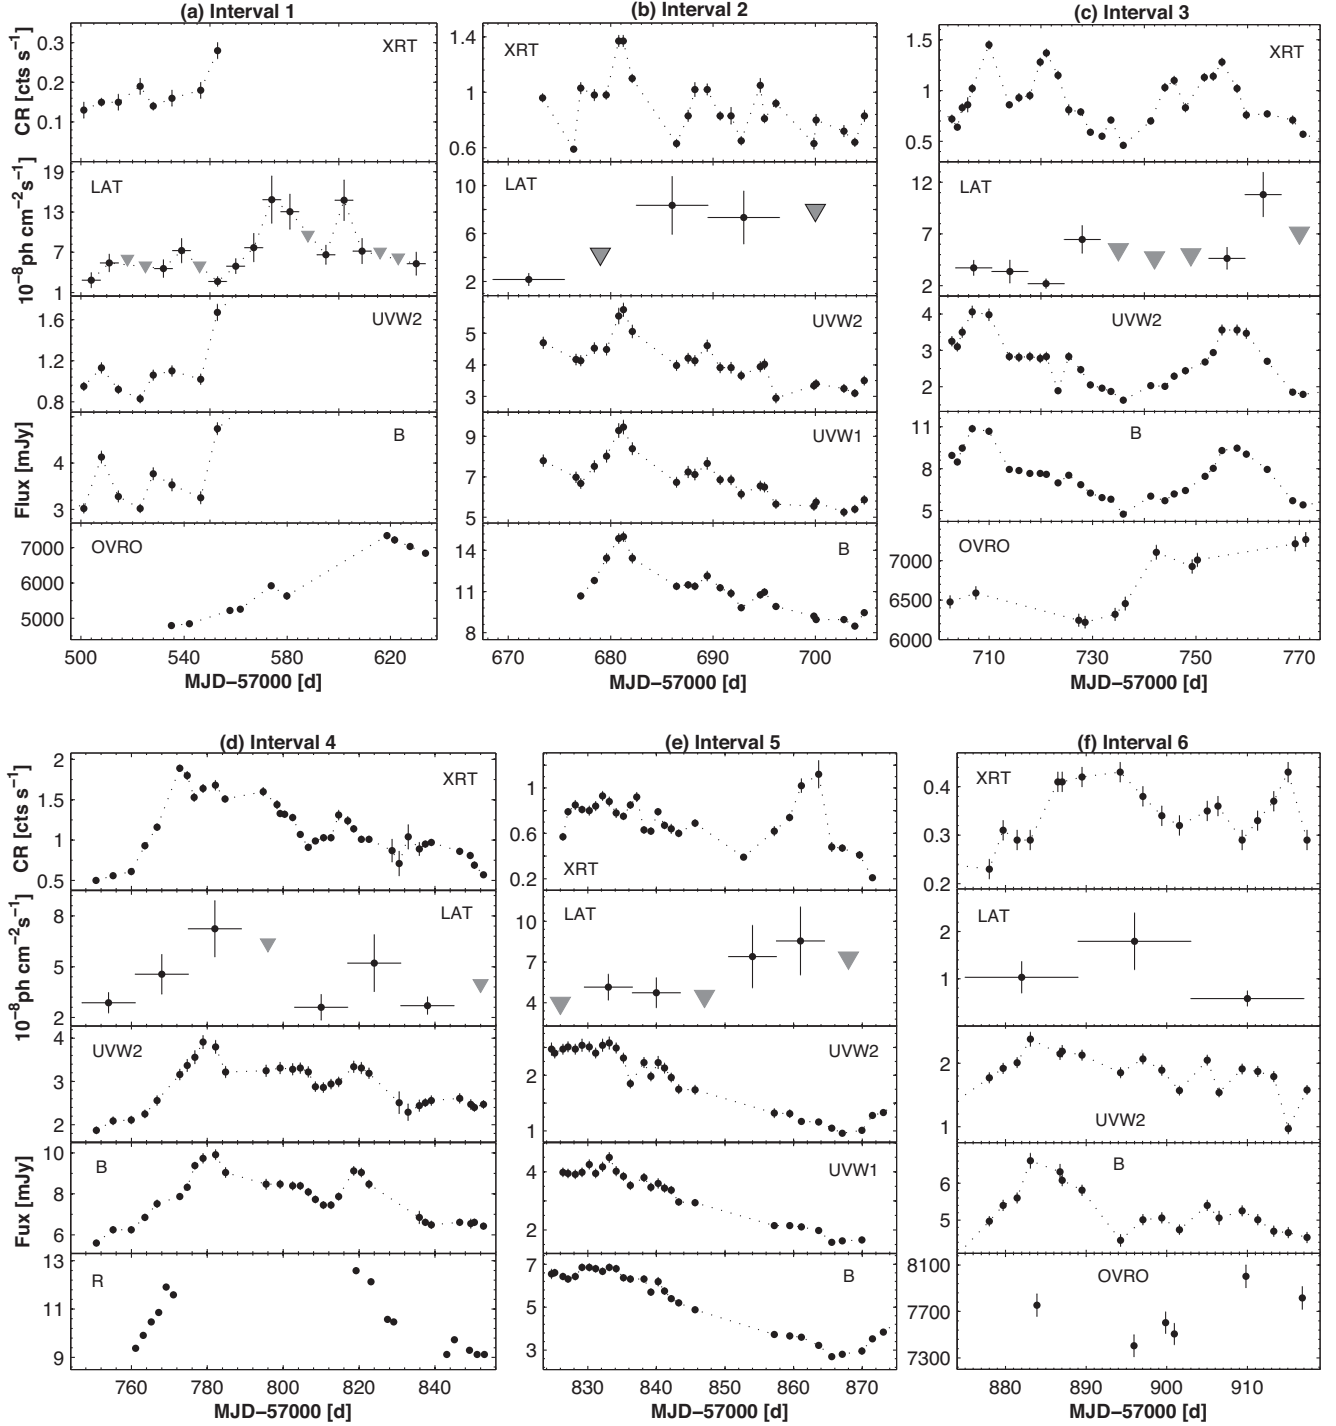 (a) Interval 1
CR [cts s−1]
0.3
0.2
0.1
XRT
10−8ph cm−2s−1
19
13
7
1
LAT
1.6
1.2
0.8
UVW2
Flux [mJy]
4
3
B
7000
6000
5000
OVRO
500 540 580 620
MJD−57000 [d]
(b) Interval 2
1.4
1
0.6
XRT
10
8
6
4
2
LAT
5
4
3
UVW2
9
7
5
UVW1
14
11
8
B
670 680 690 700
MJD−57000 [d]
(c) Interval 3
1.5
1
0.5
XRT
12
7
2
LAT
4
3
2
UVW2
11
8
5
B
7000
6500
6000
OVRO
710 730 750 770
MJD−57000 [d]
(d) Interval 4
CR [cts s−1]
2
1.5
1
0.5
XRT
10−8ph cm−2s−1
8
5
2
LAT
4
3
2
UVW2
Fux [mJy]
10
8
6
B
13
11
9
R
760 780 800 820 840
MJD−57000 [d]
(e) Interval 5
1
0.6
0.2
XRT
10
7
4
LAT
2
1
UVW2
4
2
UVW1
7
5
3
B
830 840 850 860 870
MJD−57000 [d]
(f) Interval 6
0.4
0.3
0.2
XRT
2
1
LAT
2
1
UVW2
6
5
B
8100
7700
7300
OVRO
880 890 900 910
MJD−57000 [d]